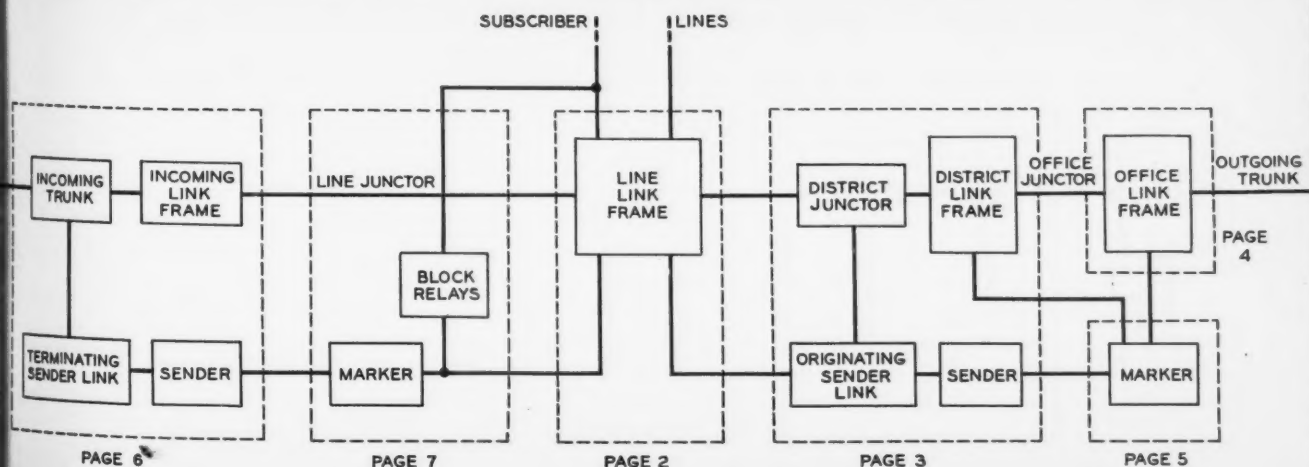 SUBSCRIBER
LINES
INCOMING
TRUNK
INCOMING
LINK
FRAME
LINE JUNCTOR
LINE
LINK
FRAME
DISTRICT
JUNCTOR
DISTRICT
LINK
FRAME
OFFICE
JUNCTOR
OFFICE
LINK
FRAME
OUTGOING
TRUNK
PAGE
4
BLOCK
RELAYS
TERMINATING
SENDER LINK
SENDER
MARKER
ORIGINATING
SENDER
LINK
SENDER
MARKER
PAGE 6
PAGE 7
PAGE 2
PAGE 3
PAGE 5